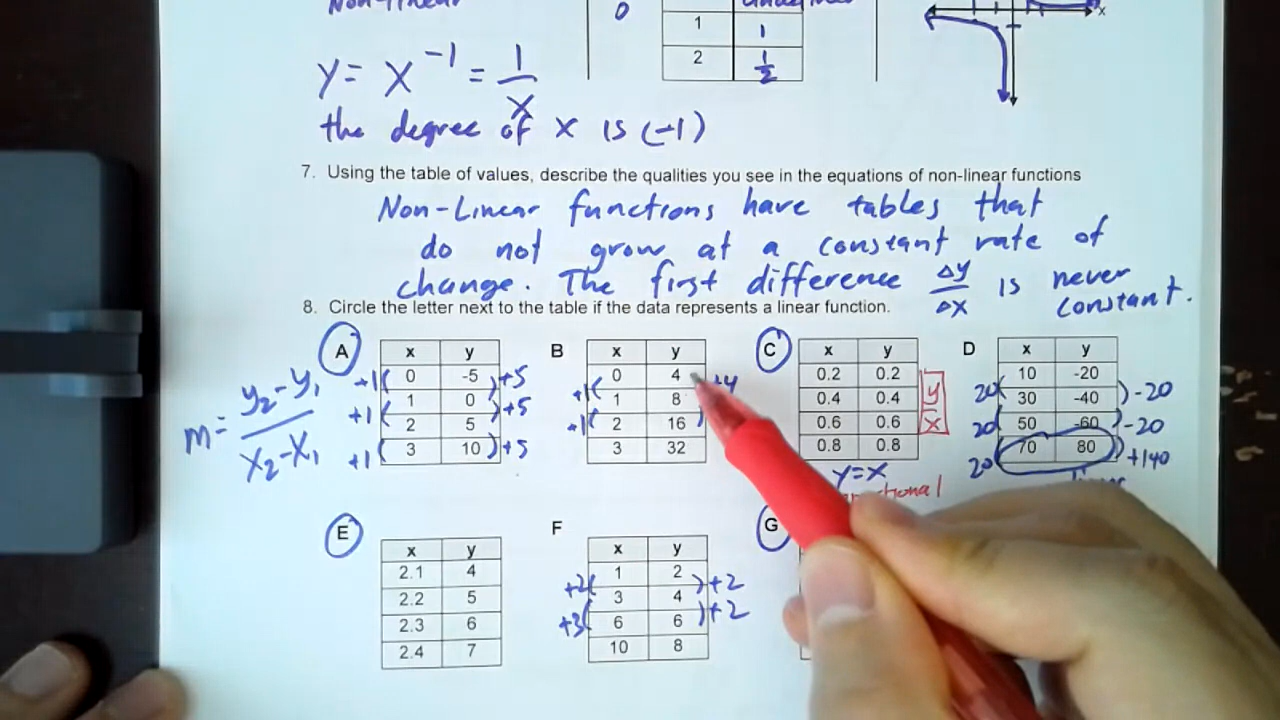 Non-linear
0
1 1
2 1/2
x
y = x^-1 = 1/x
the degree of x is (-1)
7. Using the table of values, describe the qualities you see in the equations of non-linear functions
Non-Linear functions have tables that
do not grow at a constant rate of
change. The first difference Δy/Δx is never
constant.
8. Circle the letter next to the table if the data represents a linear function.
m = y2-y1 / x2-x1
A
x y
+1 0 -5 +5
+1 1 0 +5
+1 2 5 +5
3 10
B
x y
+1 0 4 +4
+1 1 8
2 16
3 32
C
x y
0.2 0.2
0.4 0.4
0.6 0.6
0.8 0.8
y/x
y=x
D
x y
20 10 -20 -20
20 30 -40 -20
20 50 -60 +140
70 80
E
x y
2.1 4
2.2 5
2.3 6
2.4 7
F
x y
+2 1 2 +2
+3 3 4 +2
6 6
10 8
G